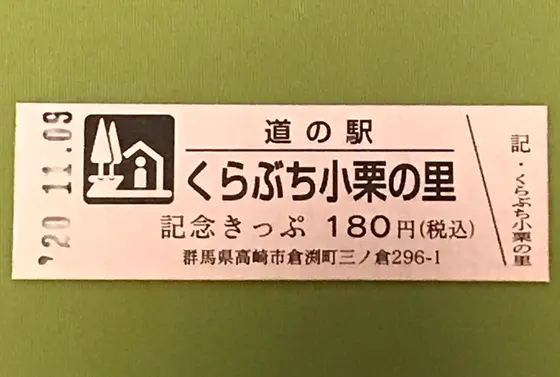 '20 11.09
道の駅
くらぶち小栗の里
記念きっぷ 180円(税込)
群馬県高崎市倉渕町三ノ倉296-1
記・くらぶち小栗の里